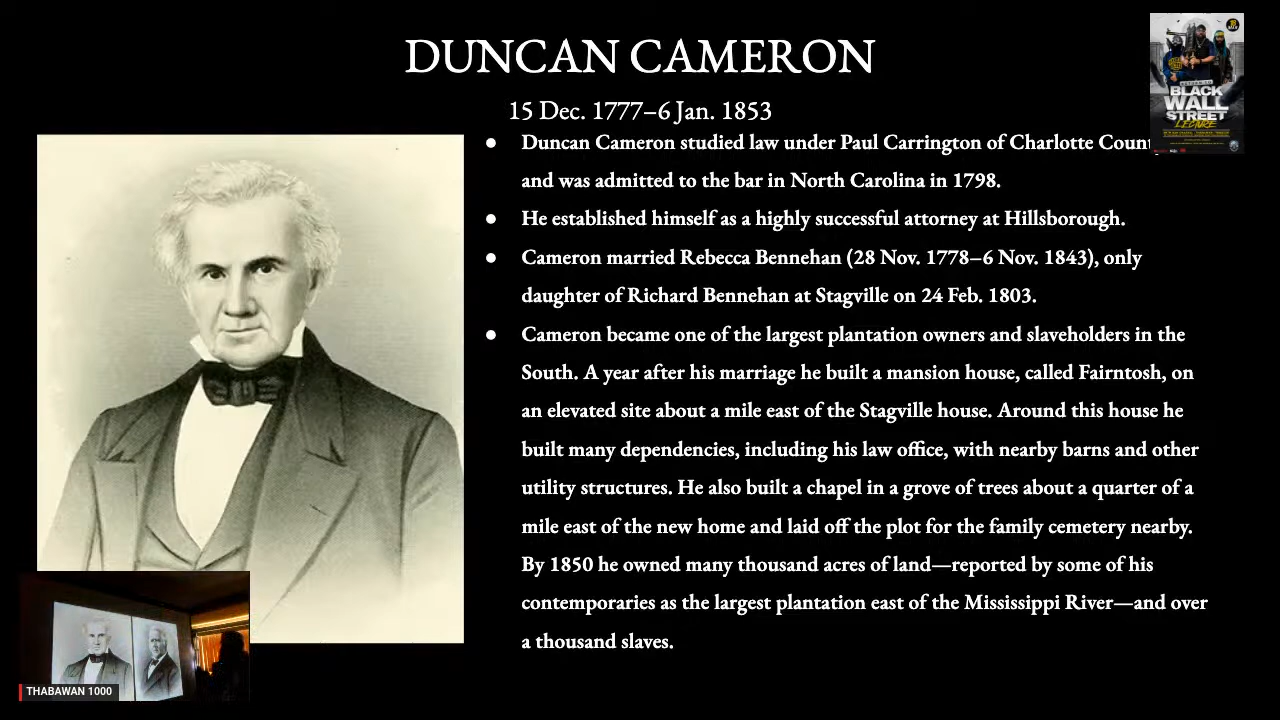 DUNCAN CAMERON
15 Dec. 1777–6 Jan. 1853
● Duncan Cameron studied law under Paul Carrington of Charlotte
and was admitted to the bar in North Carolina in 1798.
● He established himself as a highly successful attorney at Hillsborough.
● Cameron married Rebecca Bennehan (28 Nov. 1778–6 Nov. 1843), only
daughter of Richard Bennehan at Stagville on 24 Feb. 1803.
● Cameron became one of the largest plantation owners and slaveholders in the
South. A year after his marriage he built a mansion house, called Fairntosh, on
an elevated site about a mile east of the Stagville house. Around this house he
built many dependencies, including his law office, with nearby barns and other
utility structures. He also built a chapel in a grove of trees about a quarter of a
mile east of the new home and laid off the plot for the family cemetery nearby.
By 1850 he owned many thousand acres of land—reported by some of his
contemporaries as the largest plantation east of the Mississippi River—and over
a thousand slaves.
BLACK
WALL
STREET
LECTURE
THABAWAN 1000